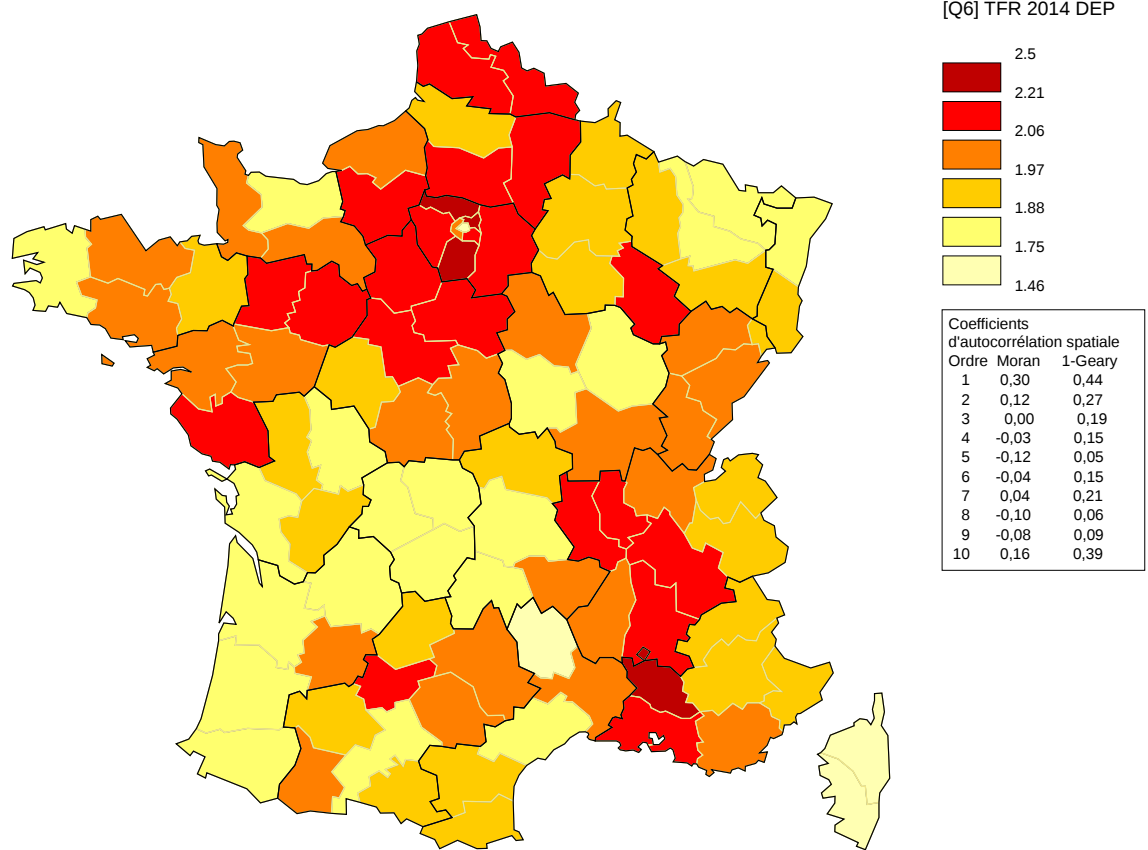 [Q6] TFR 2014 DEP
2.5
2.21
2.06
1.97
1.88
1.75
1.46
Coefficients
d'autocorrélation spatiale
Ordre Moran 1-Geary
1 0,30 0,44
2 0,12 0,27
3 0,00 0,19
4 -0,03 0,15
5 -0,12 0,05
6 -0,04 0,15
7 0,04 0,21
8 -0,10 0,06
9 -0,08 0,09
10 0,16 0,39